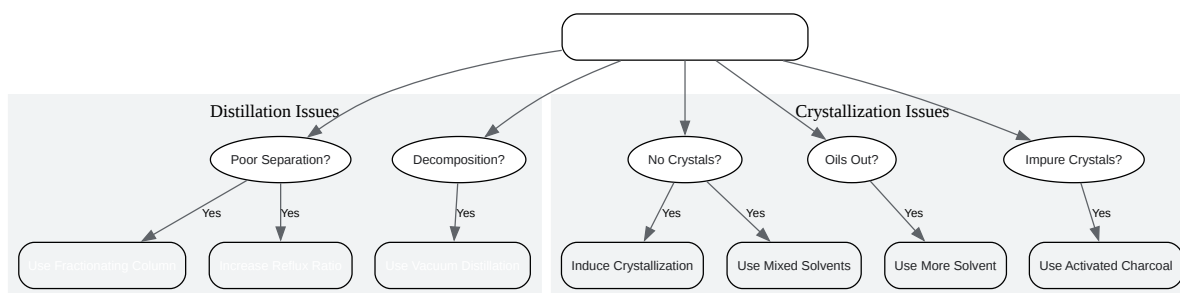 Distillation Issues
Crystallization Issues
Poor Separation?
Decomposition?
No Crystals?
Oils Out?
Impure Crystals?
Yes
Yes
Yes
Yes
Yes
Yes
Yes
Use Fractionating Column
Increase Reflux Ratio
Use Vacuum Distillation
Induce Crystallization
Use Mixed Solvents
Use More Solvent
Use Activated Charcoal